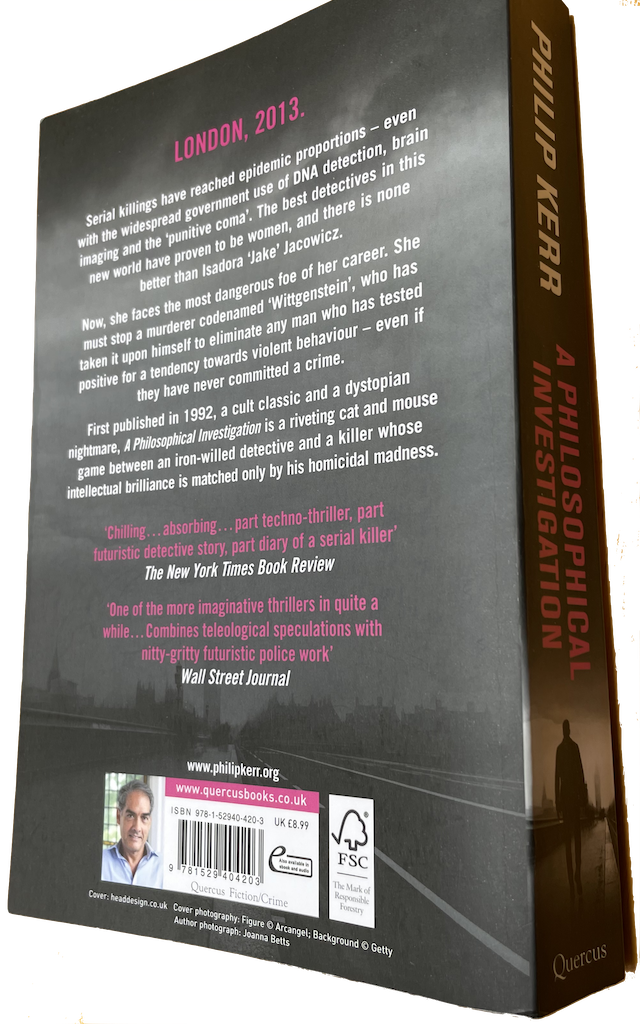 LONDON, 2013.
Serial killings have reached epidemic proportions – even
with the widespread government use of DNA detection, brain
imaging and the ‘punitive coma’. The best detectives in this
new world have proven to be women, and there is none
better than Isadora ‘Jake’ Jacowicz.
Now, she faces the most dangerous foe of her career. She
must stop a murderer codenamed ‘Wittgenstein’, who has
taken it upon himself to eliminate any man who has tested
positive for a tendency towards violent behaviour – even if
they have never committed a crime.
First published in 1992, a cult classic and a dystopian
nightmare, A Philosophical Investigation is a riveting cat and mouse
game between an iron-willed detective and a killer whose
intellectual brilliance is matched only by his homicidal madness.
‘Chilling...absorbing...part techno-thriller, part
futuristic detective story, part diary of a serial killer’
The New York Times Book Review
‘One of the more imaginative thrillers in quite a
while...Combines teleological speculations with
nitty-gritty futuristic police work’
Wall Street Journal
www.philipkerr.org
www.quercusbooks.co.uk
ISBN 978-1-52940-420-3
UK £8.99
9 781529 404203
e
Also available in
ebook and audio
Quercus Fiction/Crime
FSC
The Mark of
Responsible
Forestry
Cover: headdesign.co.uk
Cover photography: Figure © Arcangel; Background © Getty
Author photograph: Joanna Betts
PHILIP KERR
A PHILOSOPHICAL
INVESTIGATION
Quercus